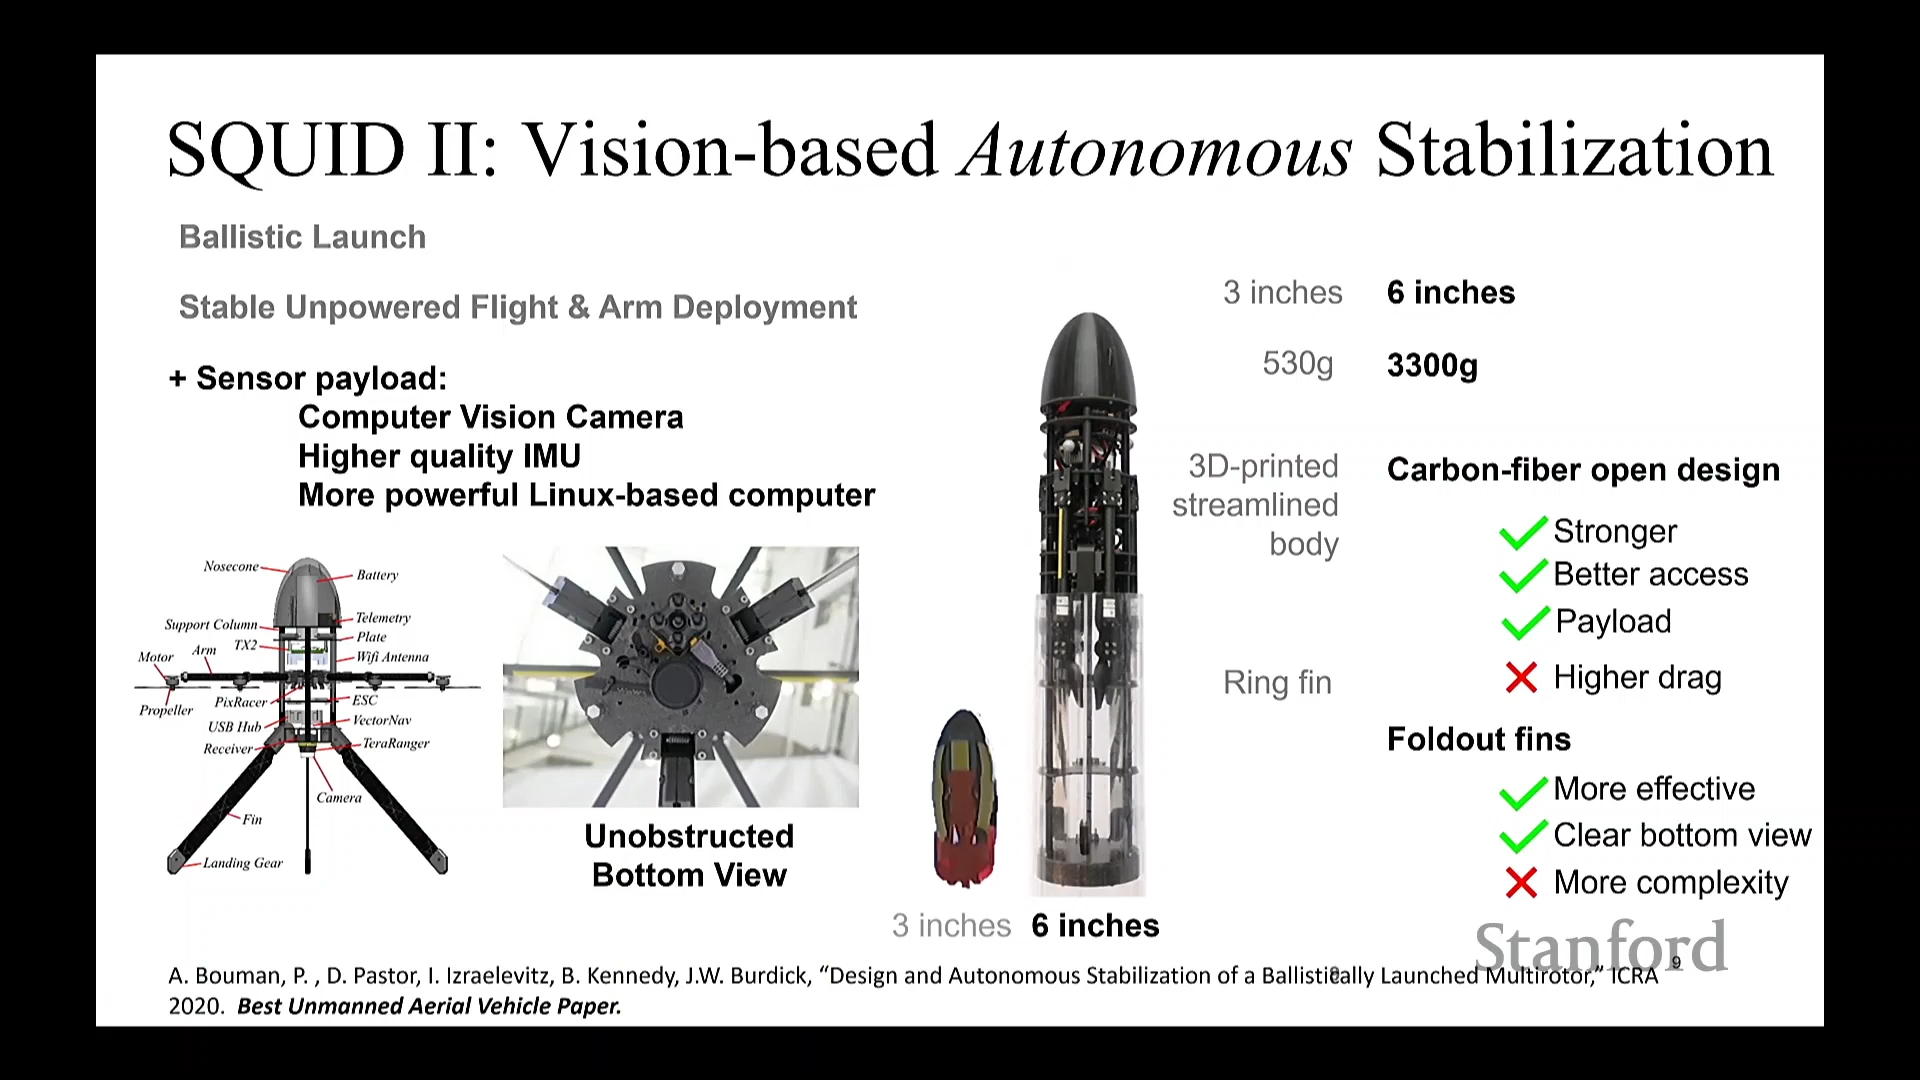 SQUID II: Vision-based Autonomous Stabilization
Ballistic Launch
Stable Unpowered Flight & Arm Deployment
+ Sensor payload:
Computer Vision Camera
Higher quality IMU
More powerful Linux-based computer
Nosecone
Battery
Telemetry
Support Column
Plate
TX2
Arm
Motor
Wifi Antenna
Propeller
PixRacer
ESC
USB Hub
VectorNav
Receiver
TeraRanger
Camera
Fin
Landing Gear
Unobstructed
Bottom View
3 inches 6 inches
3 inches 6 inches
530g 3300g
3D-printed
streamlined
body
Carbon-fiber open design
Stronger
Better access
Payload
Higher drag
Ring fin
Foldout fins
More effective
Clear bottom view
More complexity
Stanford
9
A. Bouman, P. , D. Pastor, I. Izraelevitz, B. Kennedy, J.W. Burdick, “Design and Autonomous Stabilization of a Ballistically Launched Multirotor,” ICRA
2020. Best Unmanned Aerial Vehicle Paper.